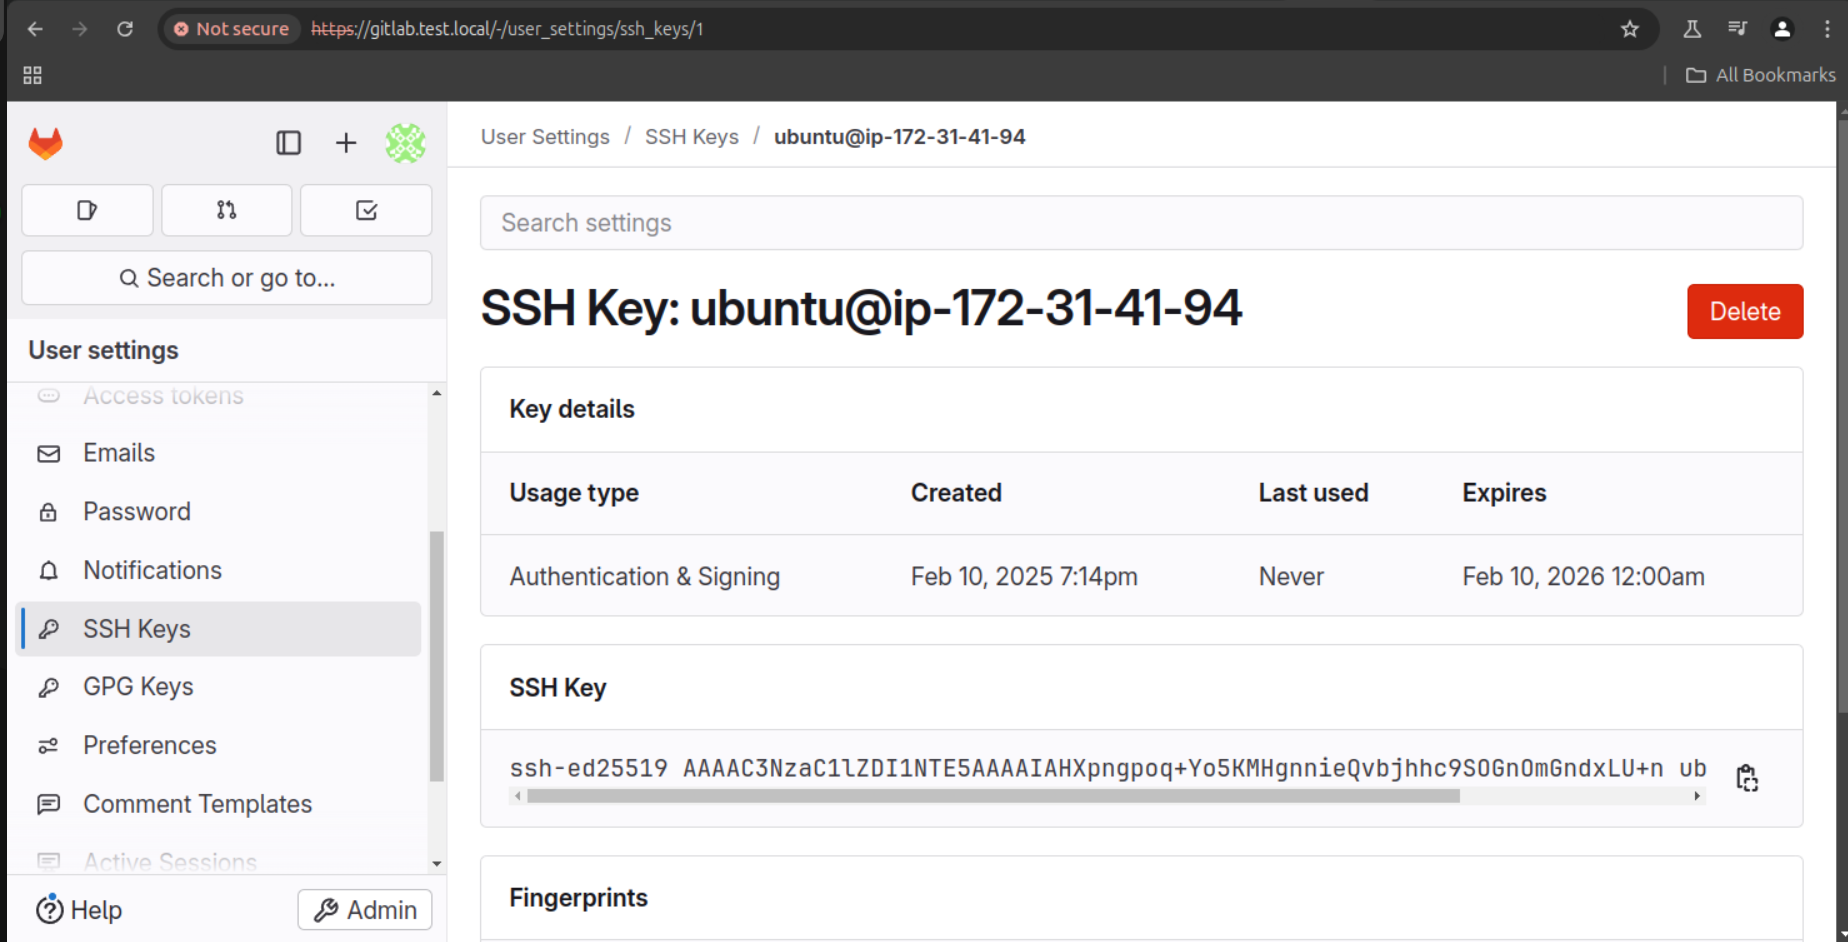 Not secure https://gitlab.test.local/-/user_settings/ssh_keys/1
All Bookmarks
User Settings / SSH Keys / ubuntu@ip-172-31-41-94
Search settings
Search or go to...
SSH Key: ubuntu@ip-172-31-41-94
Delete
User settings
Access tokens
Emails
Password
Notifications
SSH Keys
GPG Keys
Preferences
Comment Templates
Active Sessions
Help
Admin
Key details
Usage type Created Last used Expires
Authentication & Signing Feb 10, 2025 7:14pm Never Feb 10, 2026 12:00am
SSH Key
ssh-ed25519 AAAAC3NzaC1lZDI1NTE5AAAAIAHXpngpoq+Yo5KMHgnnieQvbjhhc9SOGnOmGndxLU+n ub
Fingerprints